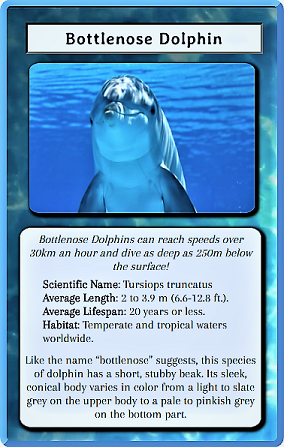 Bottlenose Dolphin
Bottlenose Dolphins can reach speeds over
30km an hour and dive as deep as 250m below
the surface!
Scientific Name: Tursiops truncatus
Average Length: 2 to 3.9 m (6.6-12.8 ft.).
Average Lifespan: 20 years or less.
Habitat: Temperate and tropical waters
worldwide.
Like the name “bottlenose” suggests, this species
of dolphin has a short, stubby beak. Its sleek,
conical body varies in color from a light to slate
grey on the upper body to a pale to pinkish grey
on the bottom part.